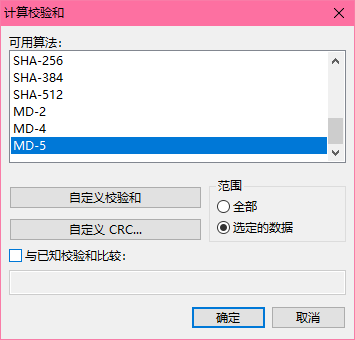 计算校验和
可用算法:
SHA-256
SHA-384
SHA-512
MD-2
MD-4
MD-5
自定义校验和
自定义 CRC...
范围
全部
选定的数据
与已知校验和比较:
确定
取消